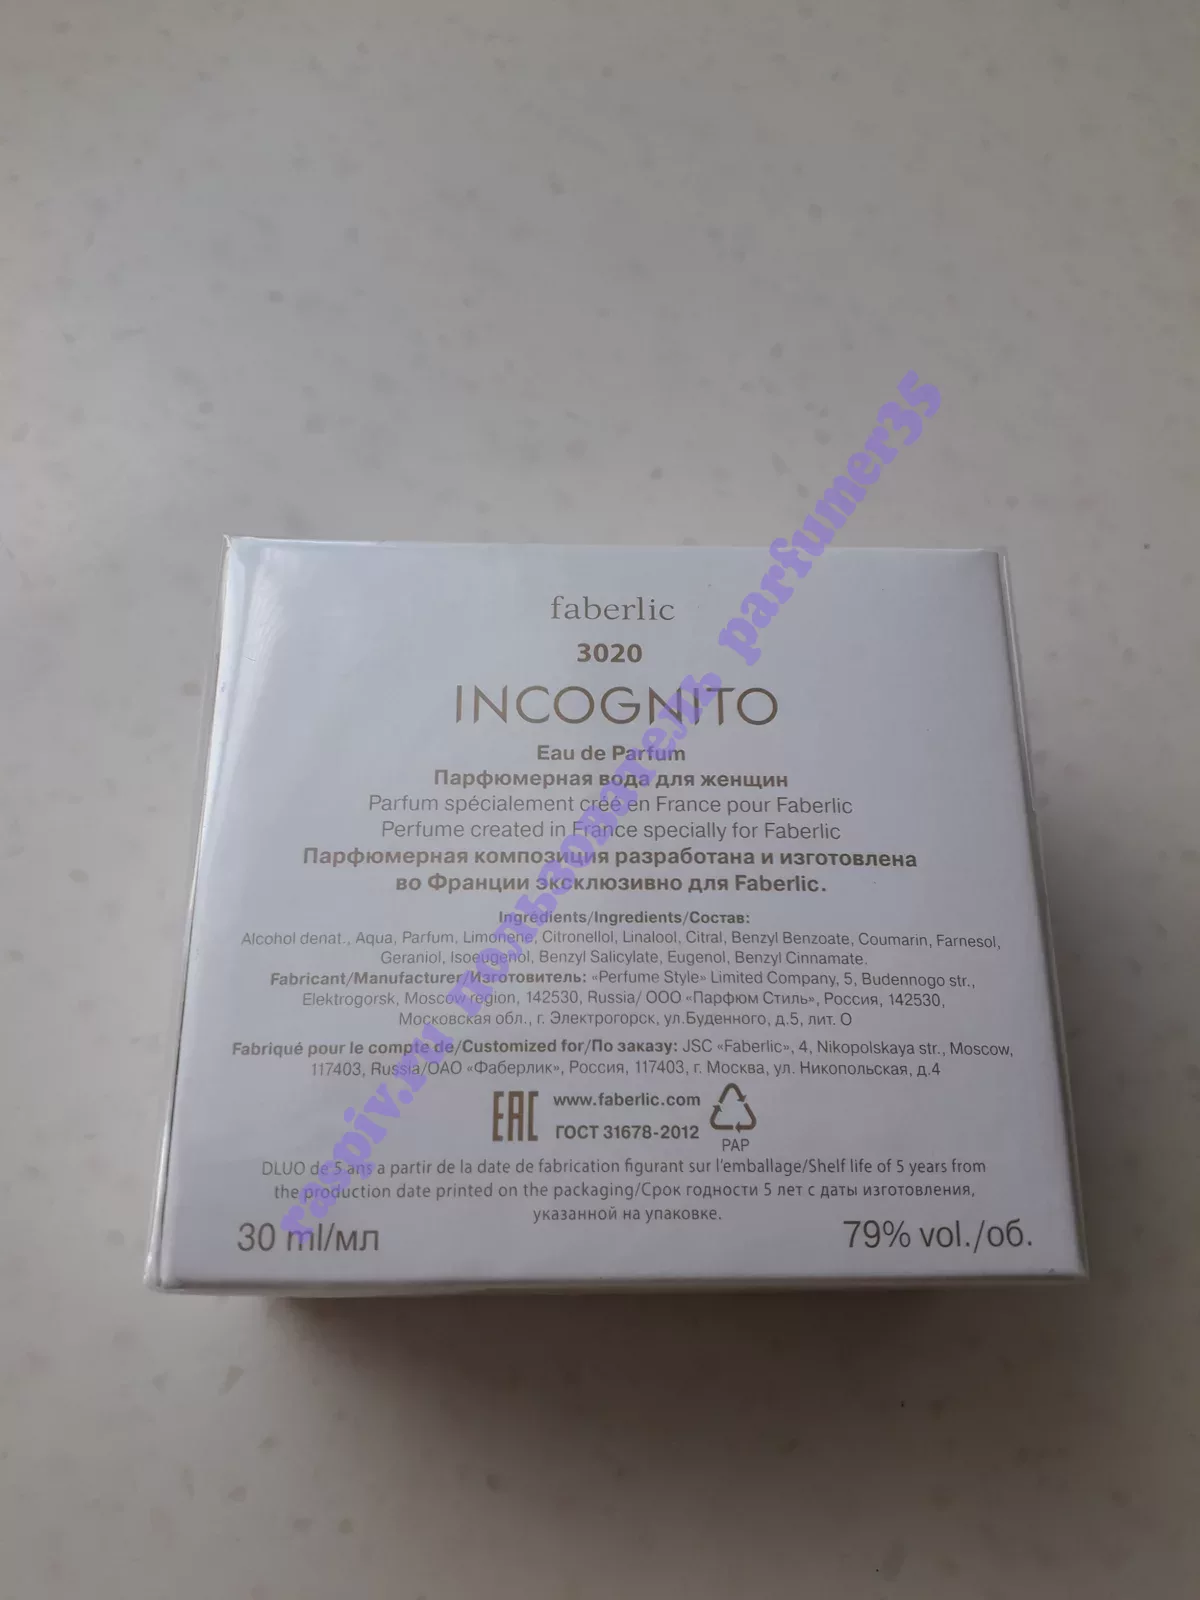 faberlic
3020
INCOGNITO
Eau de Parfum
Парфюмерная вода для женщин
Parfum spécialement créé en France pour Faberlic
Perfume created in France specially for Faberlic
Парфюмерная композиция разработана и изготовлена
во Франции эксклюзивно для Faberlic.
Ingrédients/Ingredients/Состав:
Alcohol denat., Aqua, Parfum, Limonene, Citronellol, Linalool, Citral, Benzyl Benzoate, Coumarin, Farnesol,
Geraniol, Isoeugenol, Benzyl Salicylate, Eugenol, Benzyl Cinnamate.
Fabricant/Manufacturer/Изготовитель: «Perfume Style» Limited Company, 5, Budennogo str.,
Elektrogorsk, Moscow region, 142530, Russia/ ООО «Парфюм Стиль», Россия, 142530,
Московская обл., г. Электрогорск, ул.Буденного, д.5, лит. О
Fabriqué pour le compte de/Customized for/По заказу: JSC «Faberlic», 4, Nikopolskaya str., Moscow,
117403, Russia/ОАО «Фаберлик», Россия, 117403, г. Москва, ул. Никопольская, д.4
EAC www.faberlic.com
ГОСТ 31678-2012
PAP
DLUO de 5 ans a partir de la date de fabrication figurant sur l'emballage/Shelf life of 5 years from
the production date printed on the packaging/Срок годности 5 лет с даты изготовления,
указанной на упаковке.
30 ml/мл 79% vol./об.
raspiv.ru пользователь parfumer35